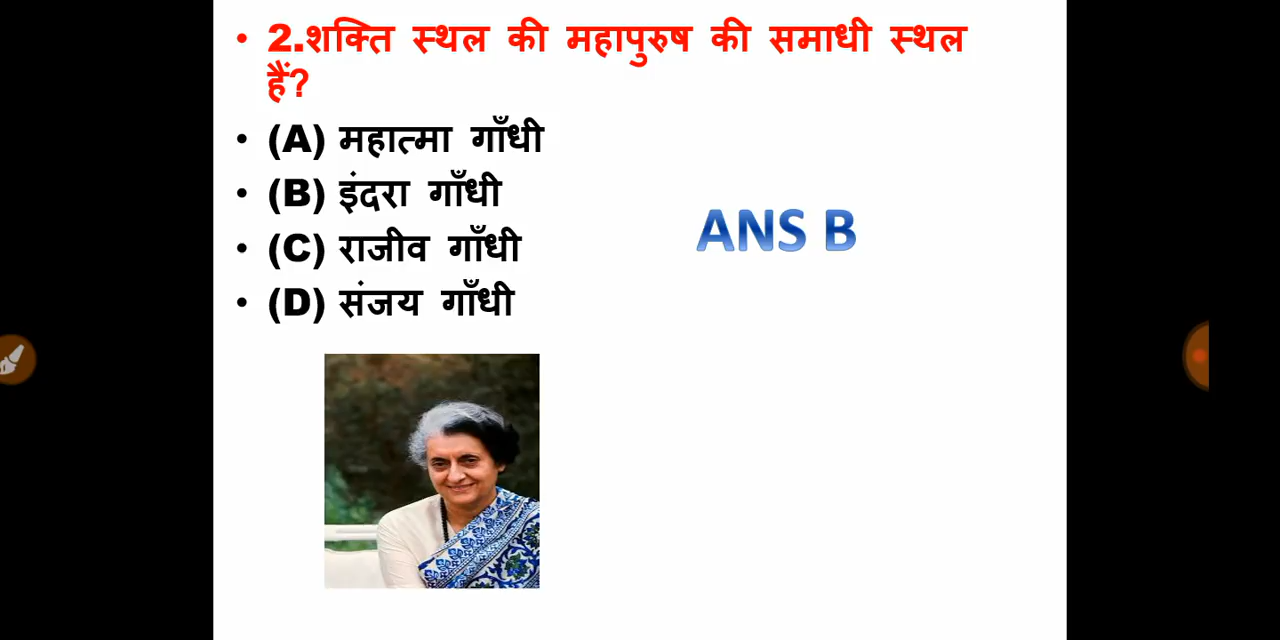 • 2.शक्ति स्थल की महापुरुष की समाधी स्थल
हैं?
• (A) महात्मा गाँधी
• (B) इंदरा गाँधी
• (C) राजीव गाँधी
• (D) संजय गाँधी
ANS B